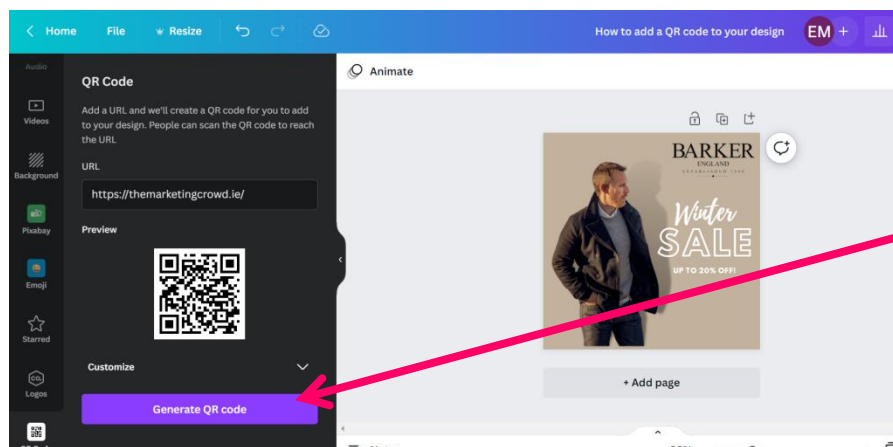 Home File Resize How to add a QR code to your design EM +
Audio
Videos
Background
Pixabay
Emoji
Starred
CO.
Logos
QR Code
Add a URL and we'll create a QR code for you to add
to your design. People can scan the QR code to reach
the URL
URL
https://themarketingcrowd.ie/
Preview
Customize
Generate QR code
Animate
BARKER
ENGLAND
ESTABLISHED 1880
Winter
SALE
UP TO 20% OFF!
+ Add page